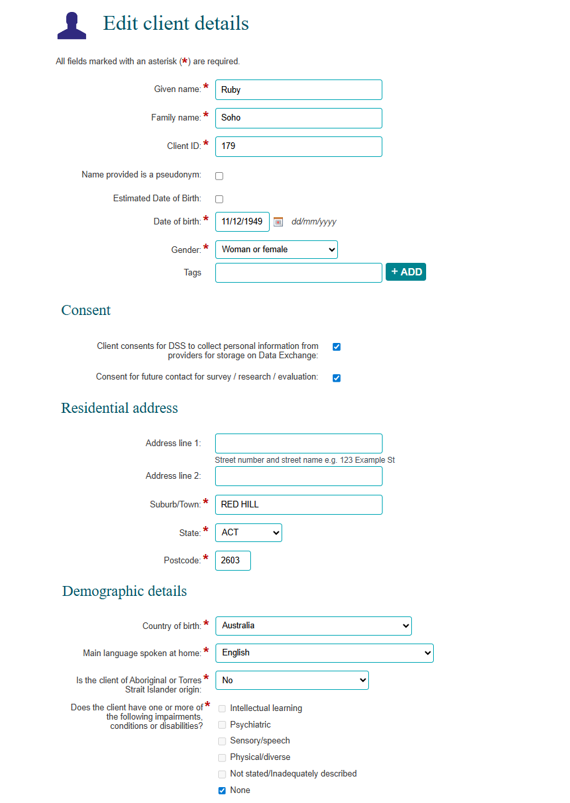 Edit client details
All fields marked with an asterisk (*) are required.
Given name: * Ruby
Family name: * Soho
Client ID: * 179
Name provided is a pseudonym:
Estimated Date of Birth:
Date of birth: * 11/12/1949 dd/mm/yyyy
Gender: * Woman or female
Tags + ADD
Consent
Client consents for DSS to collect personal information from
providers for storage on Data Exchange:
Consent for future contact for survey / research / evaluation:
Residential address
Address line 1:
Street number and street name e.g. 123 Example St
Address line 2:
Suburb/Town: * RED HILL
State: * ACT
Postcode: * 2603
Demographic details
Country of birth: * Australia
Main language spoken at home: * English
Is the client of Aboriginal or Torres * No
Strait Islander origin:
Does the client have one or more of * Intellectual learning
the following impairments,
conditions or disabilities?
Psychiatric
Sensory/speech
Physical/diverse
Not stated/Inadequately described
None